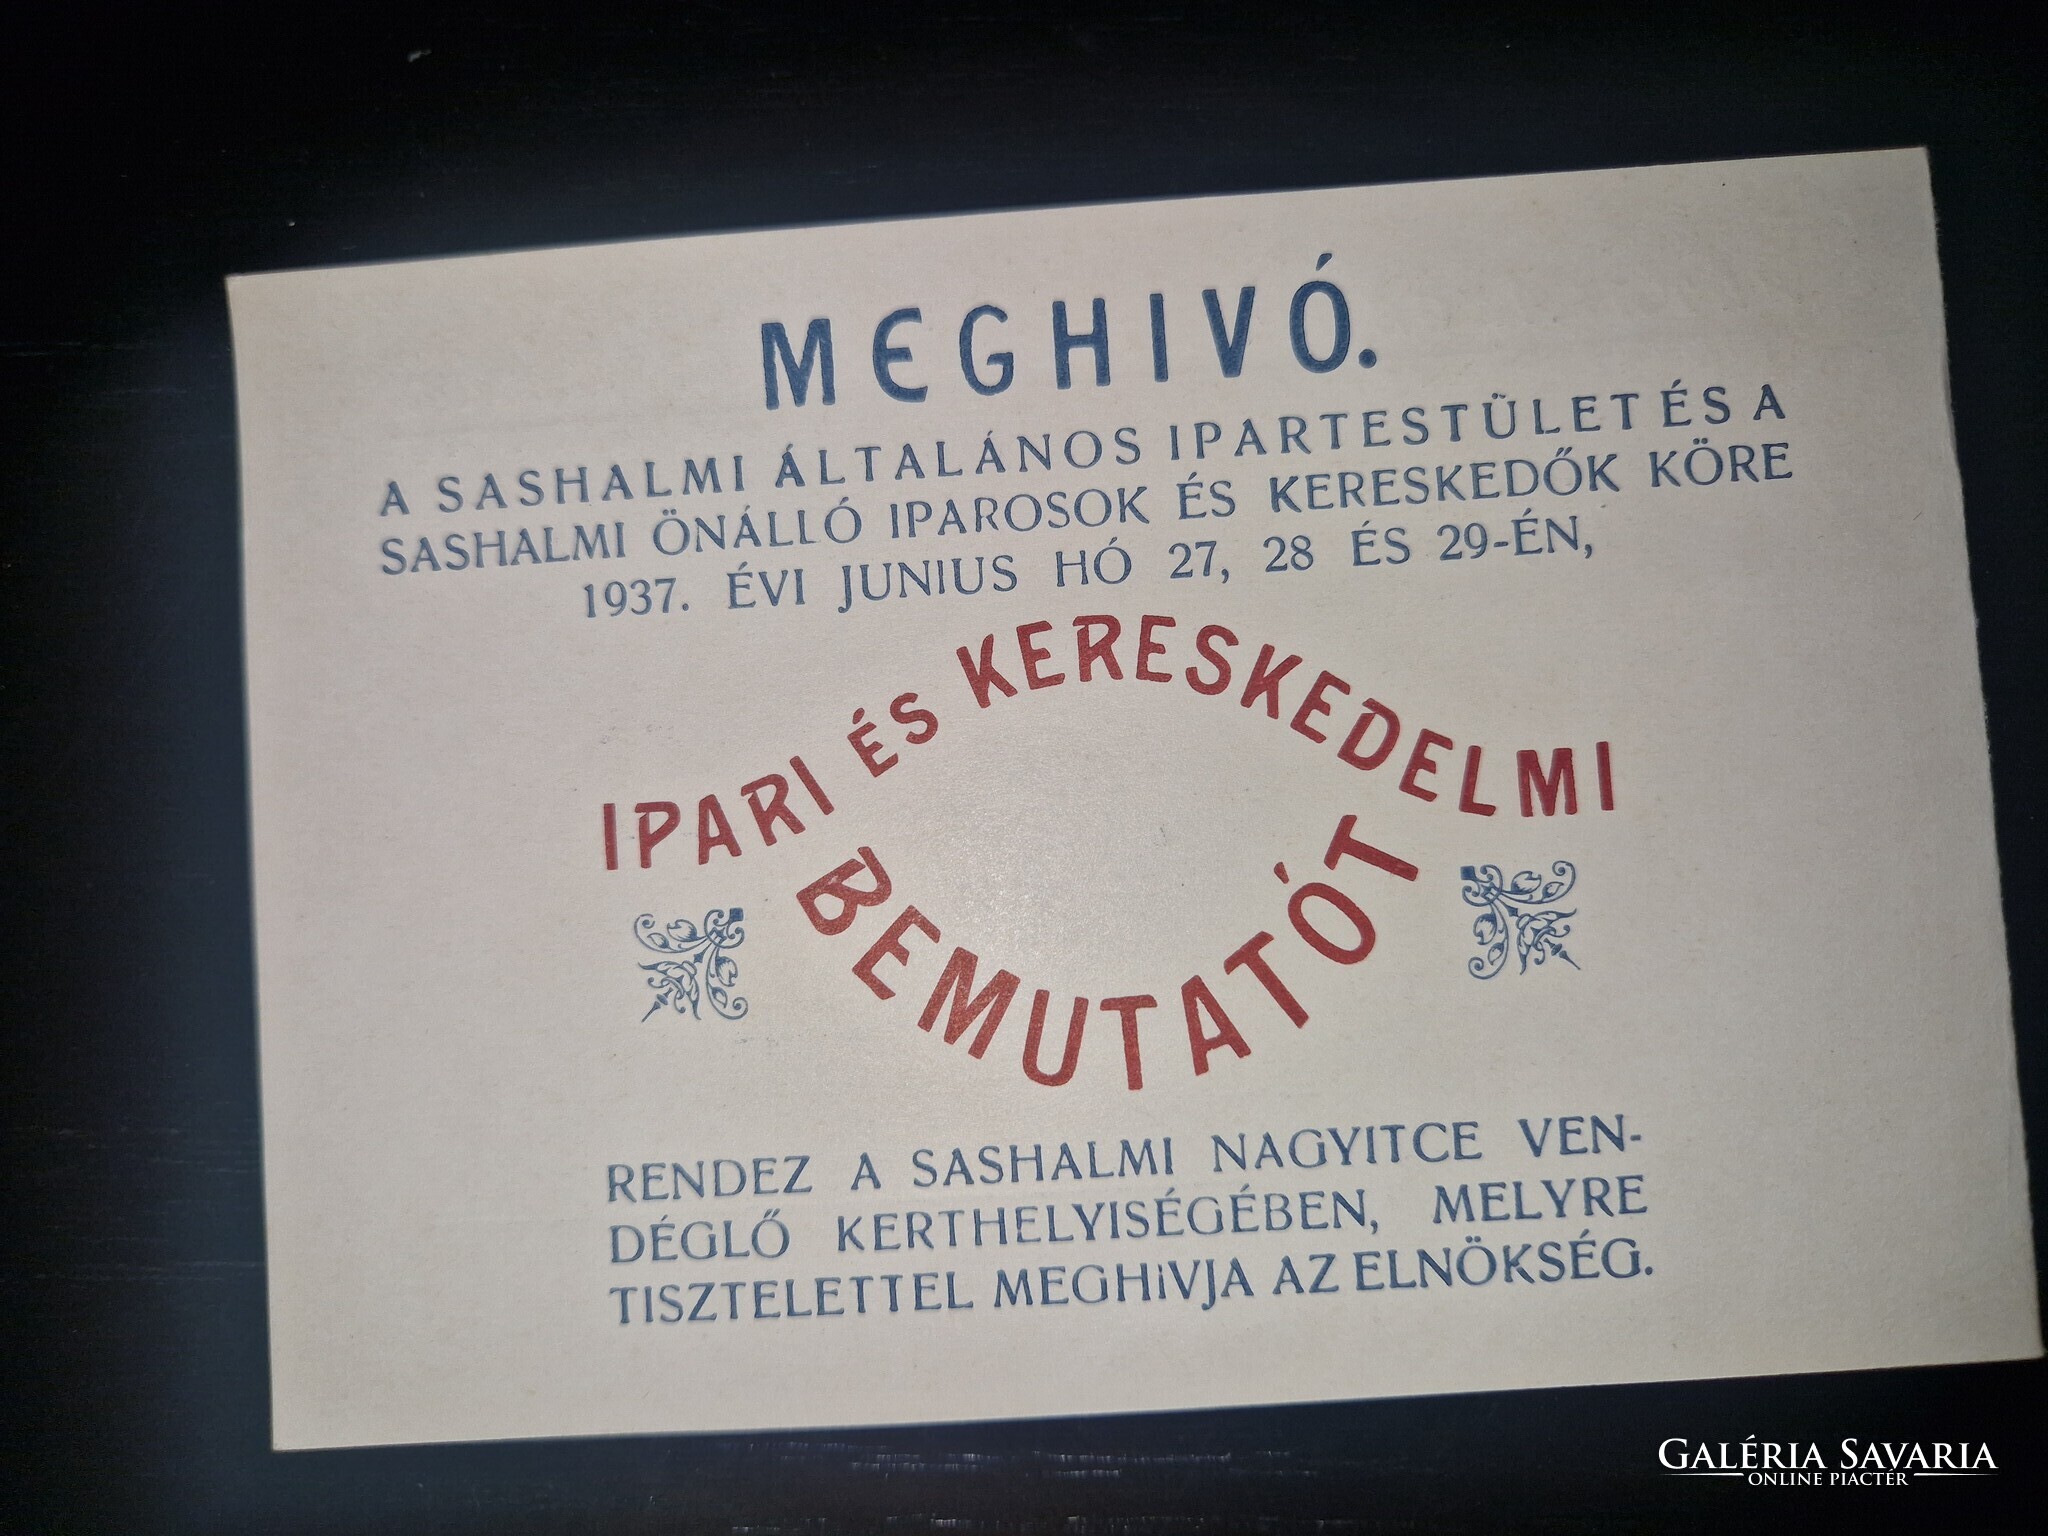 MEGHIVÓ.
A SASHALMI ÁLTALÁNOS IPARTESTÜLET ÉS A
SASHALMI ÖNÁLLÓ IPAROSOK ÉS KERESKEDŐK KÖRE
1937. ÉVI JUNIUS HÓ 27, 28 ÉS 29-ÉN,
IPARI ÉS KERESKEDELMI
BEMUTATÓT
RENDEZ A SASHALMI NAGYITCE VEN-
DÉGLŐ KERTHELYISÉGÉBEN, MELYRE
TISZTELETTEL MEGHIVJA AZ ELNÖKSÉG.
GALÉRIA SAVARIA
ONLINE PIACTÉR